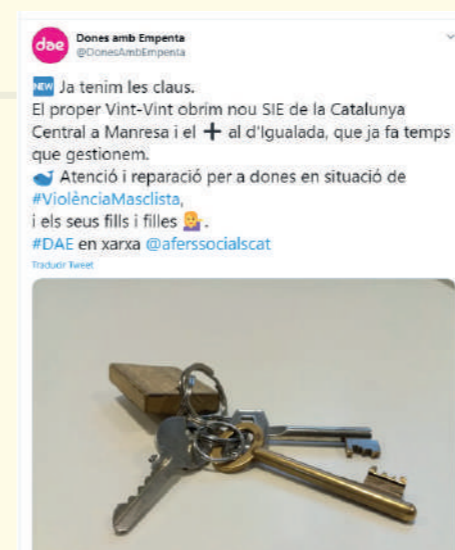 dae
Dones amb Empenta
@DonesAmbEmpenta
NEW Ja tenim les claus.
El proper Vint-Vint obrim nou SIE de la Catalunya
Central a Manresa i el ➕ al d'Igualada, que ja fa temps
que gestionem.
Atenció i reparació per a dones en situació de
#ViolènciaMasclista,
i els seus fills i filles 💁.
#DAE en xarxa @aferssocialscat
Traducir Tweet